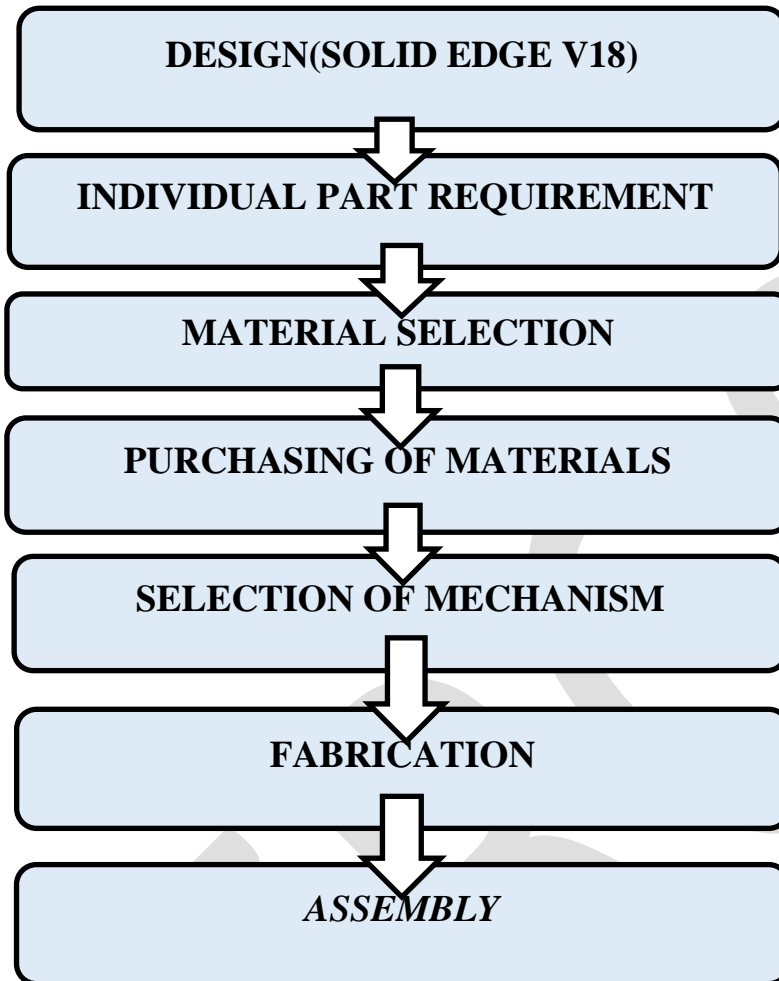 DESIGN(SOLID EDGE V18)
INDIVIDUAL PART REQUIREMENT
MATERIAL SELECTION
PURCHASING OF MATERIALS
SELECTION OF MECHANISM
FABRICATION
ASSEMBLY